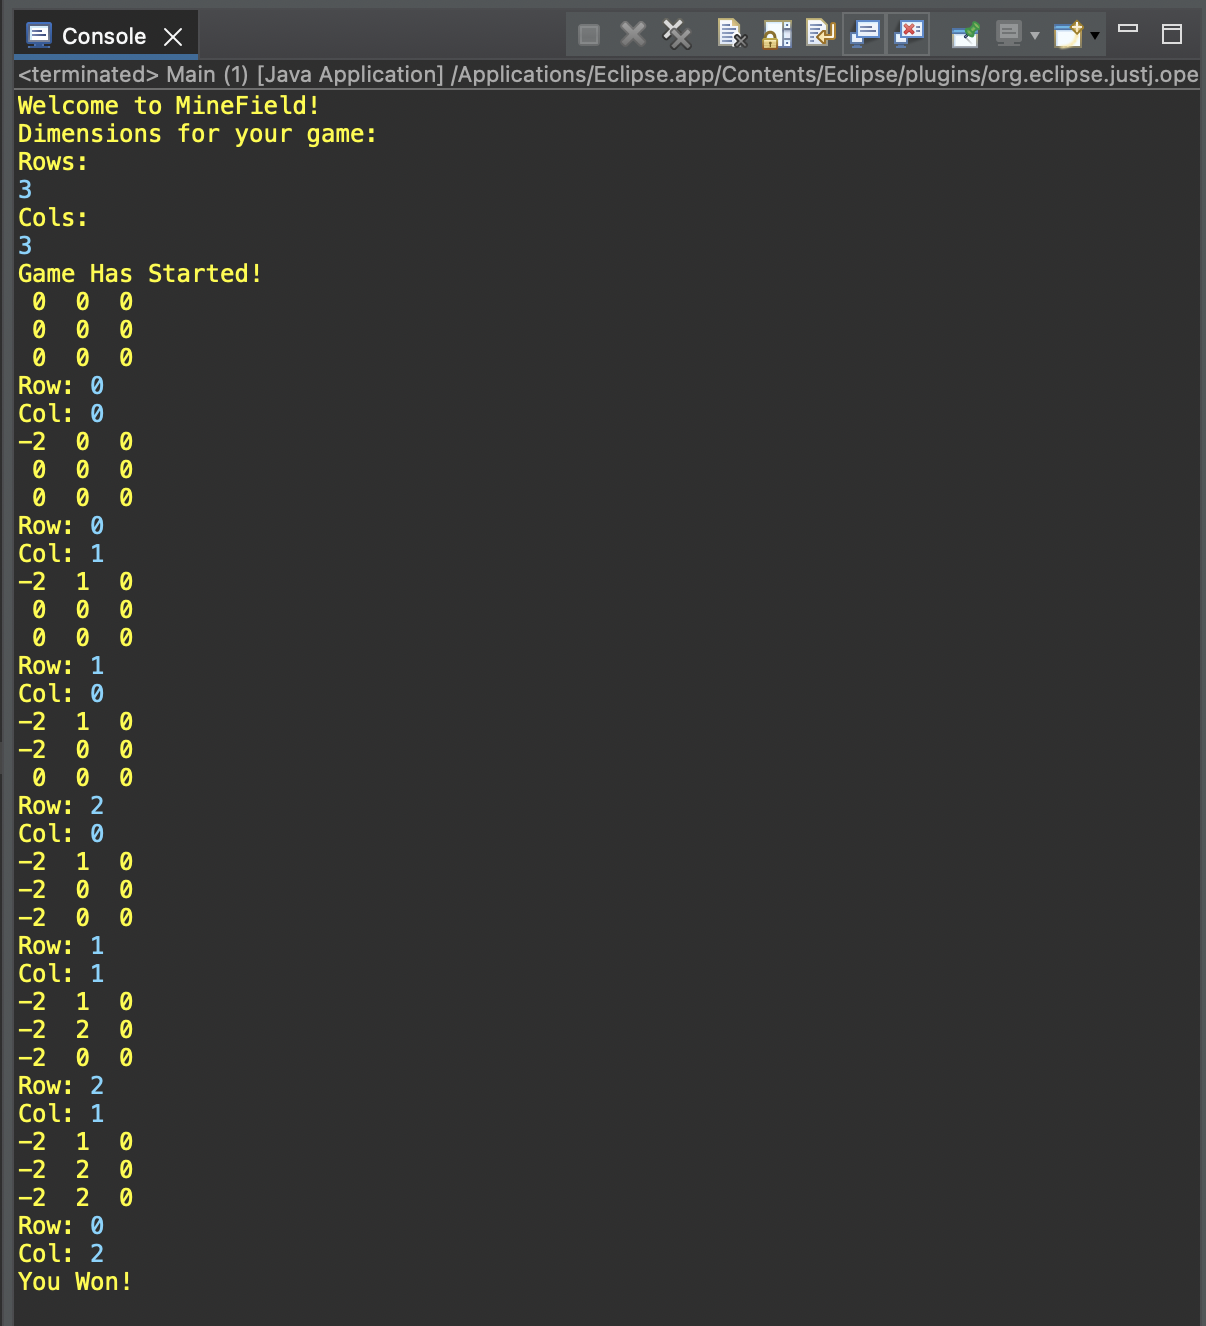 Console
<terminated> Main (1) [Java Application] /Applications/Eclipse.app/Contents/Eclipse/plugins/org.eclipse.justj.ope
Welcome to MineField!
Dimensions for your game:
Rows:
3
Cols:
3
Game Has Started!
 0  0  0
 0  0  0
 0  0  0
Row: 0
Col: 0
-2  0  0
 0  0  0
 0  0  0
Row: 0
Col: 1
-2  1  0
 0  0  0
 0  0  0
Row: 1
Col: 0
-2  1  0
-2  0  0
 0  0  0
Row: 2
Col: 0
-2  1  0
-2  0  0
-2  0  0
Row: 1
Col: 1
-2  1  0
-2  2  0
-2  0  0
Row: 2
Col: 1
-2  1  0
-2  2  0
-2  2  0
Row: 0
Col: 2
You Won!